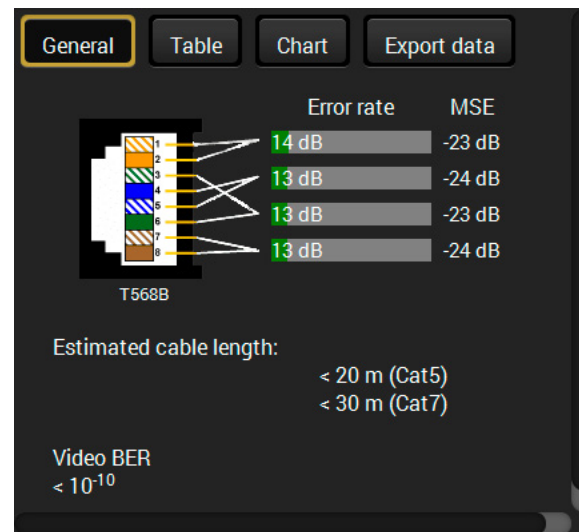 General Table Chart Export data
Error rate MSE
1 14 dB -23 dB
2
3 13 dB -24 dB
4
5 13 dB -23 dB
6
7 13 dB -24 dB
8
T568B
Estimated cable length:
< 20 m (Cat5)
< 30 m (Cat7)
Video BER
< 10⁻¹⁰